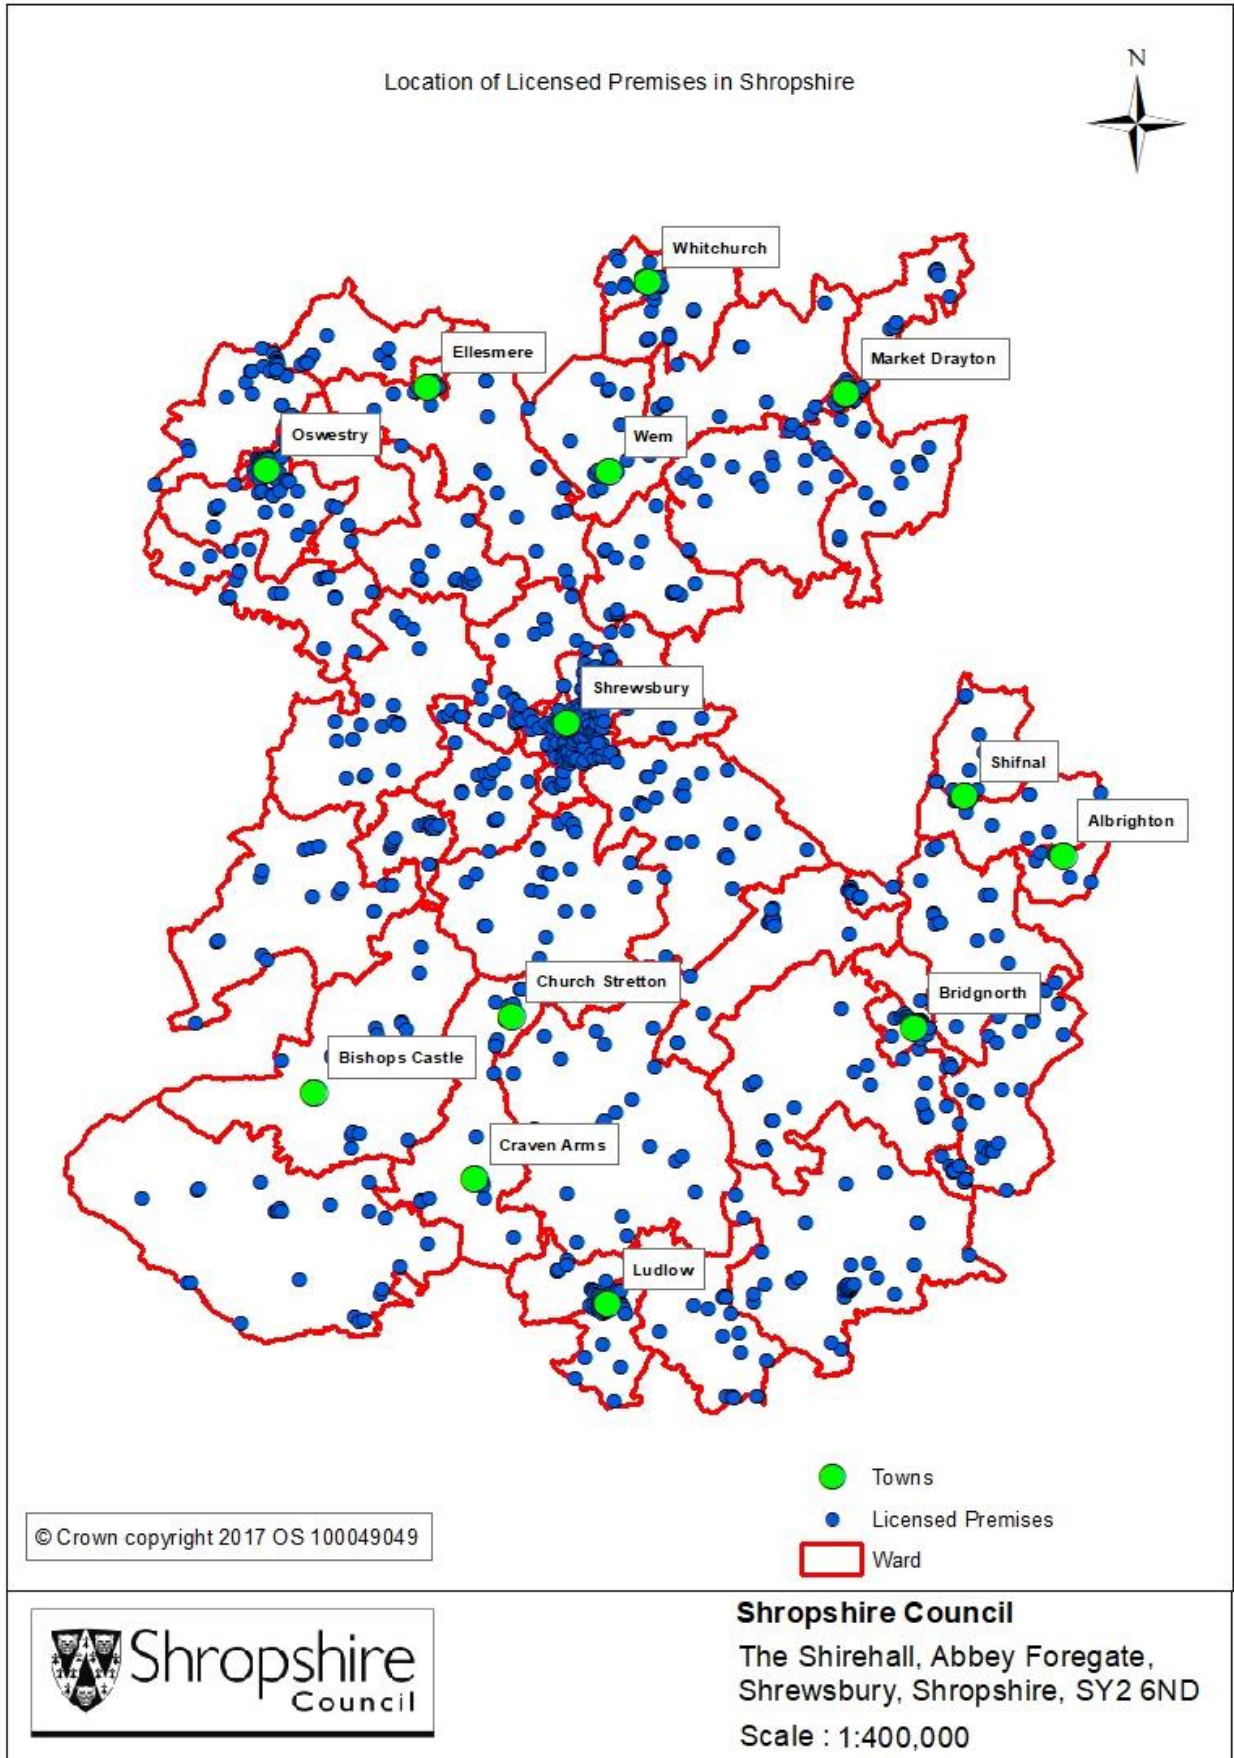 Location of Licensed Premises in Shropshire
N
Whitchurch
Ellesmere
Market Drayton
Oswestry
Wem
Shrewsbury
Shifnal
Albrighton
Church Stretton
Bridgnorth
Bishops Castle
Craven Arms
Ludlow
Towns
Licensed Premises
Ward
© Crown copyright 2017 OS 100049049
Shropshire
Council
Shropshire Council
The Shirehall, Abbey Foregate,
Shrewsbury, Shropshire, SY2 6ND
Scale : 1:400,000